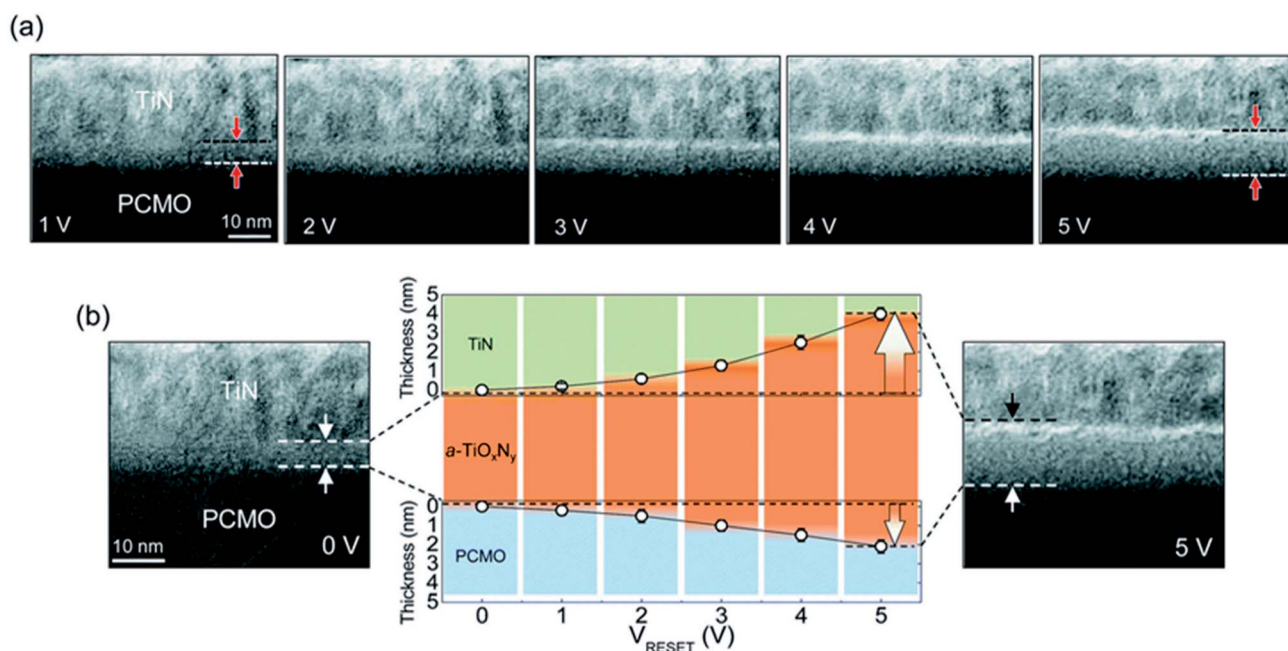 (a)
TiN
PCMO
1 V
10 nm
2 V
3 V
4 V
5 V
(b)
TiN
PCMO
0 V
10 nm
Thickness (nm)
5
4
3
2
1
0
TiN
a-TiOxNy
Thickness (nm)
0
1
2
3
4
5
PCMO
0 1 2 3 4 5
VRESET (V)
5 V